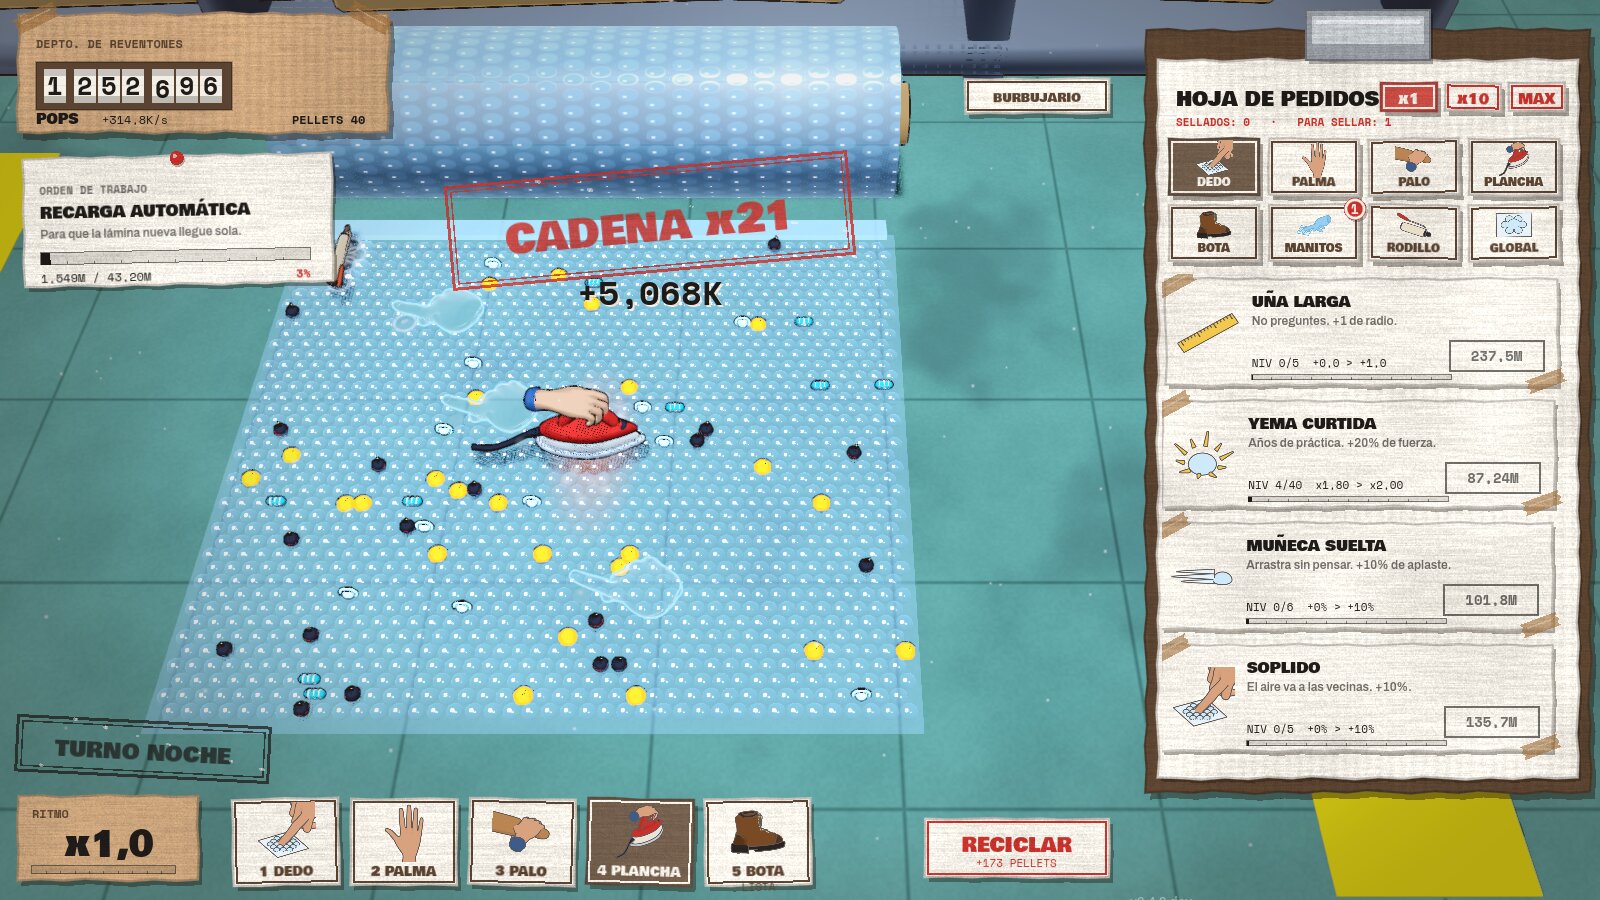 DEPTO. DE REVENTONES
1252696
POPS +314,8K/s PELLETS 40
ORDEN DE TRABAJO
RECARGA AUTOMÁTICA
Para que la lámina nueva llegue sola.
1,549M / 43,20M 3%
CADENA x21
+5,068K
BURBUJARIO
HOJA DE PEDIDOS x1 x10 MAX
SELLADOS: 0 · PARA SELLAR: 1
DEDO PALMA PALO PLANCHA
1
BOTA MANITOS RODILLO GLOBAL
UÑA LARGA
No preguntes. +1 de radio.
NIV 0/5 +0,0 > +1,0
237,5M
YEMA CURTIDA
Años de práctica. +20% de fuerza.
NIV 4/40 x1,80 > x2,00
87,24M
MUÑECA SUELTA
Arrastra sin pensar. +10% de aplaste.
NIV 0/6 +0% > +10%
101,8M
SOPLIDO
El aire va a las vecinas. +10%.
NIV 0/5 +0% > +10%
135,7M
TURNO NOCHE
RITMO
x1,0
1 DEDO
2 PALMA
3 PALO
4 PLANCHA
5 BOTA
LISTA
RECICLAR
+173 PELLETS